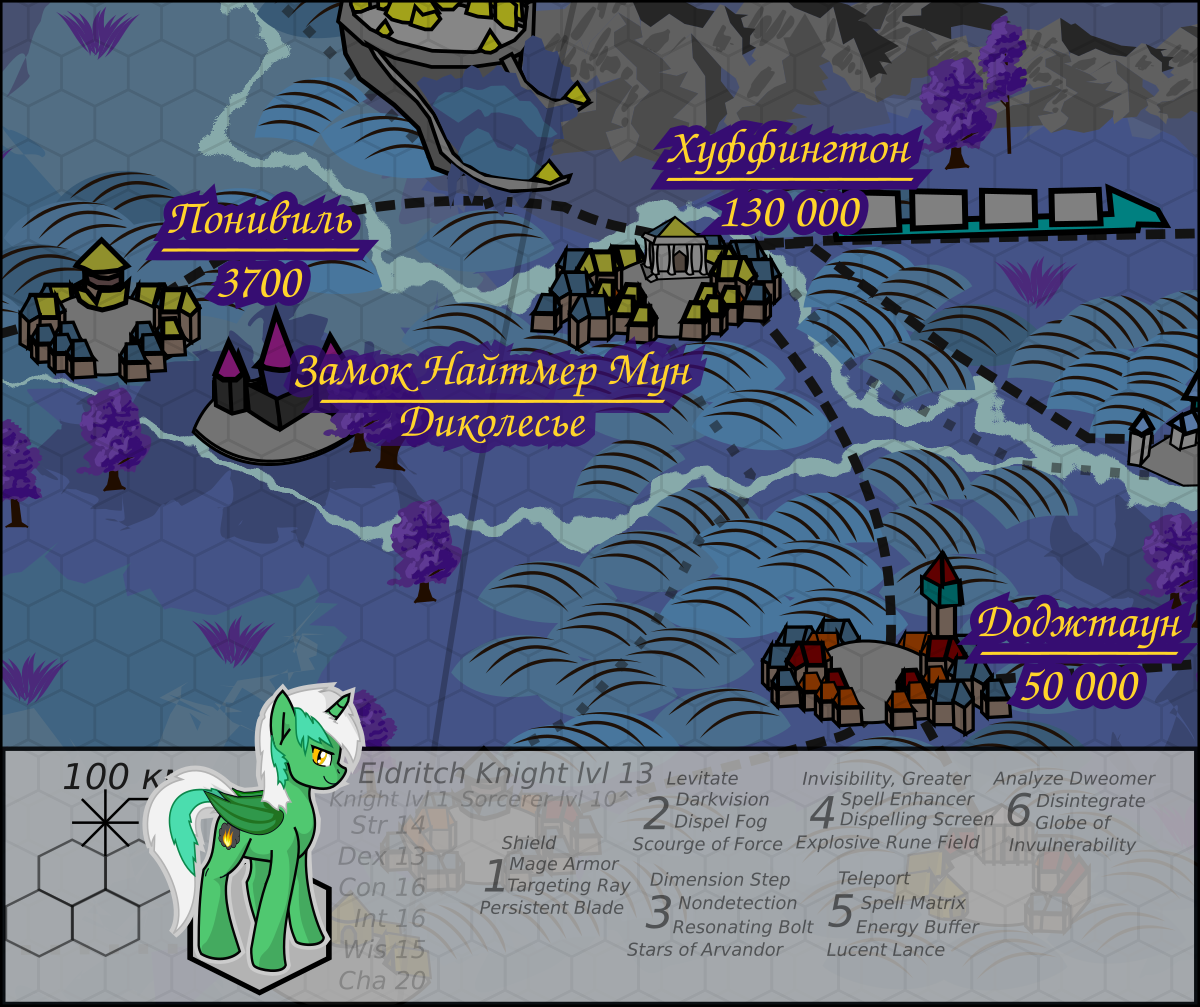 Хуффингтон
130 000
Понивиль
3700
Замок Найтмер Мун
Диколесье
Доджтаун
50 000
100 к
Eldritch Knight lvl 13
Knight lvl 1, Sorcerer lvl 10^
Str 14
Dex 13
Con 16
Int 16
Wis 15
Cha 20
1
Shield
Mage Armor
Targeting Ray
Persistent Blade
2
Levitate
Darkvision
Dispel Fog
Scourge of Force
3
Dimension Step
Nondetection
Resonating Bolt
Stars of Arvandor
4
Invisibility, Greater
Spell Enhancer
Dispelling Screen
Explosive Rune Field
5
Teleport
Spell Matrix
Energy Buffer
Lucent Lance
6
Analyze Dweomer
Disintegrate
Globe of
Invulnerability